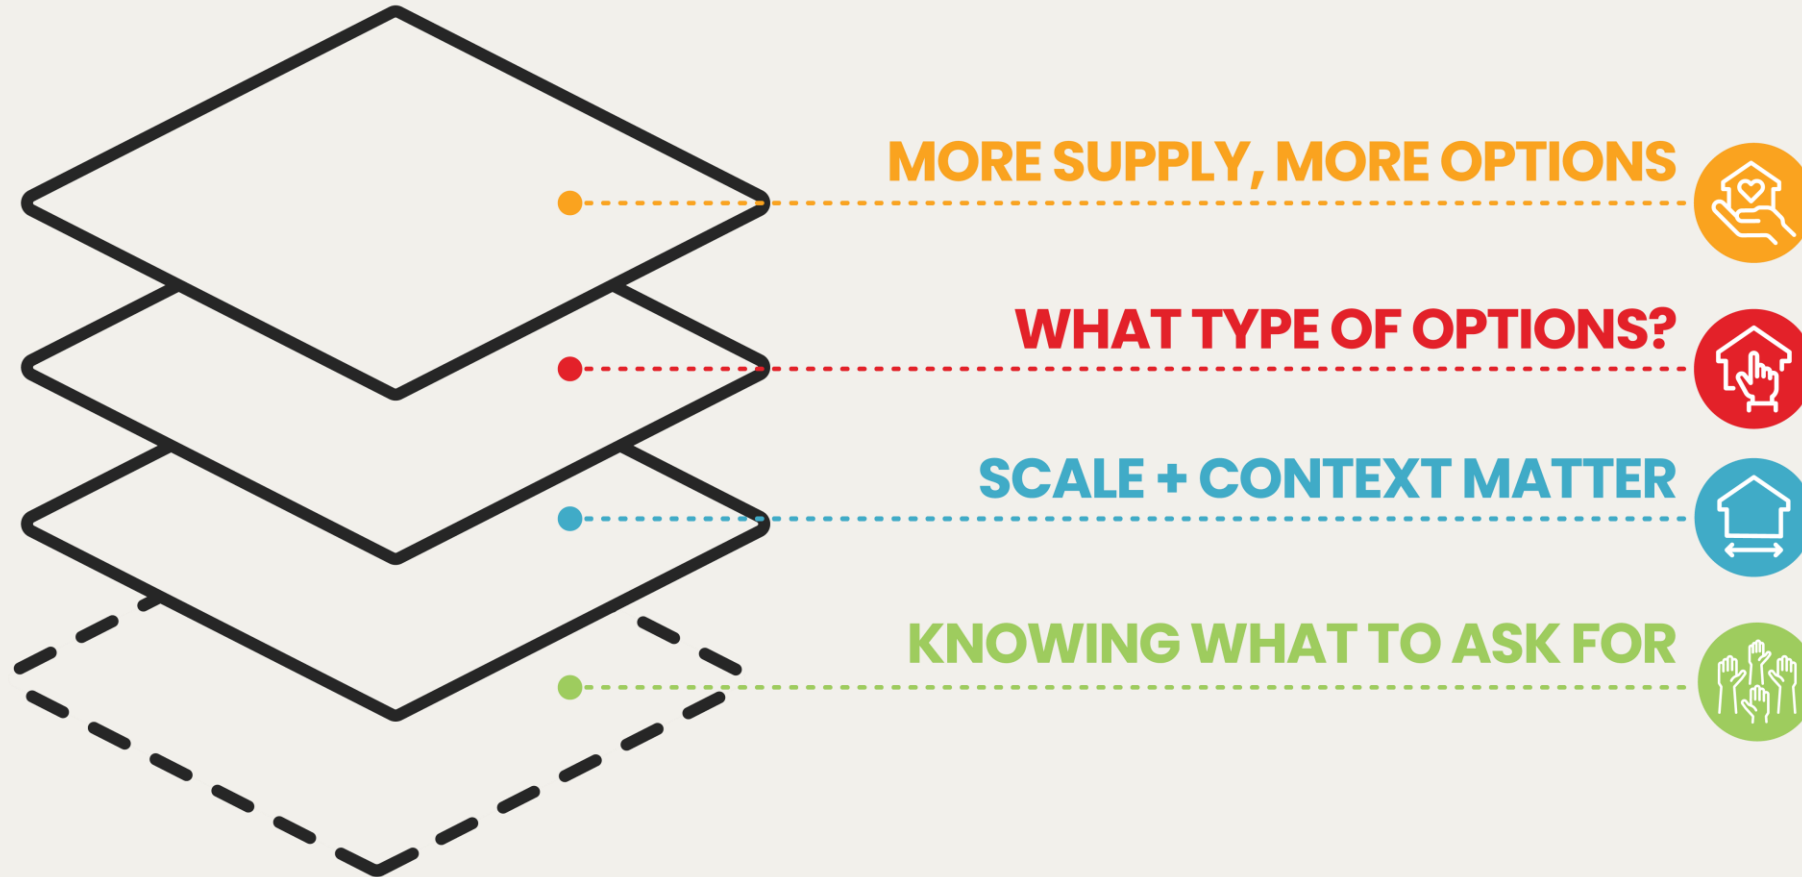 MORE SUPPLY, MORE OPTIONS
WHAT TYPE OF OPTIONS?
SCALE + CONTEXT MATTER
KNOWING WHAT TO ASK FOR